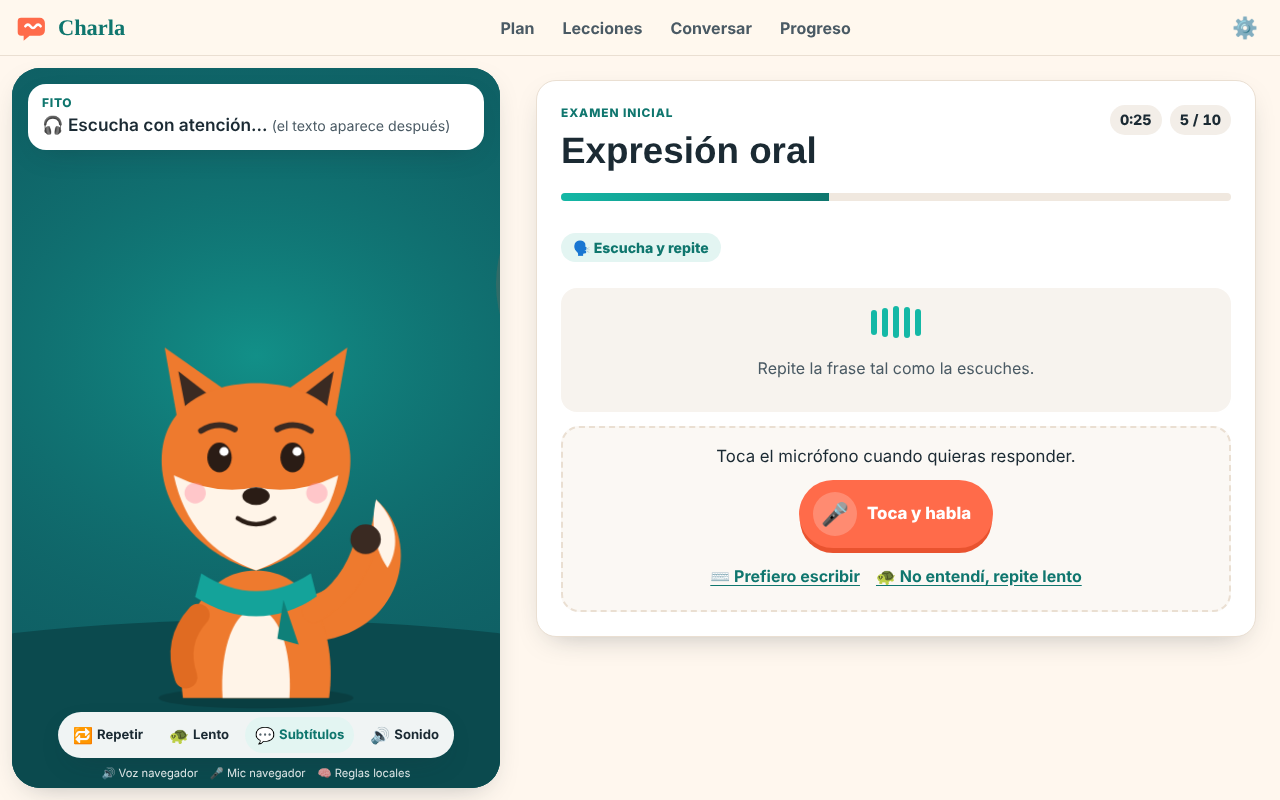 Charla
Plan Lecciones Conversar Progreso
FITO
Escucha con atención... (el texto aparece después)
Repetir Lento Subtítulos Sonido
Voz navegador Mic navegador Reglas locales
EXAMEN INICIAL
0:25 5 / 10
Expresión oral
Escucha y repite
Repite la frase tal como la escuches.
Toca el micrófono cuando quieras responder.
Toca y habla
Prefiero escribir No entendí, repite lento